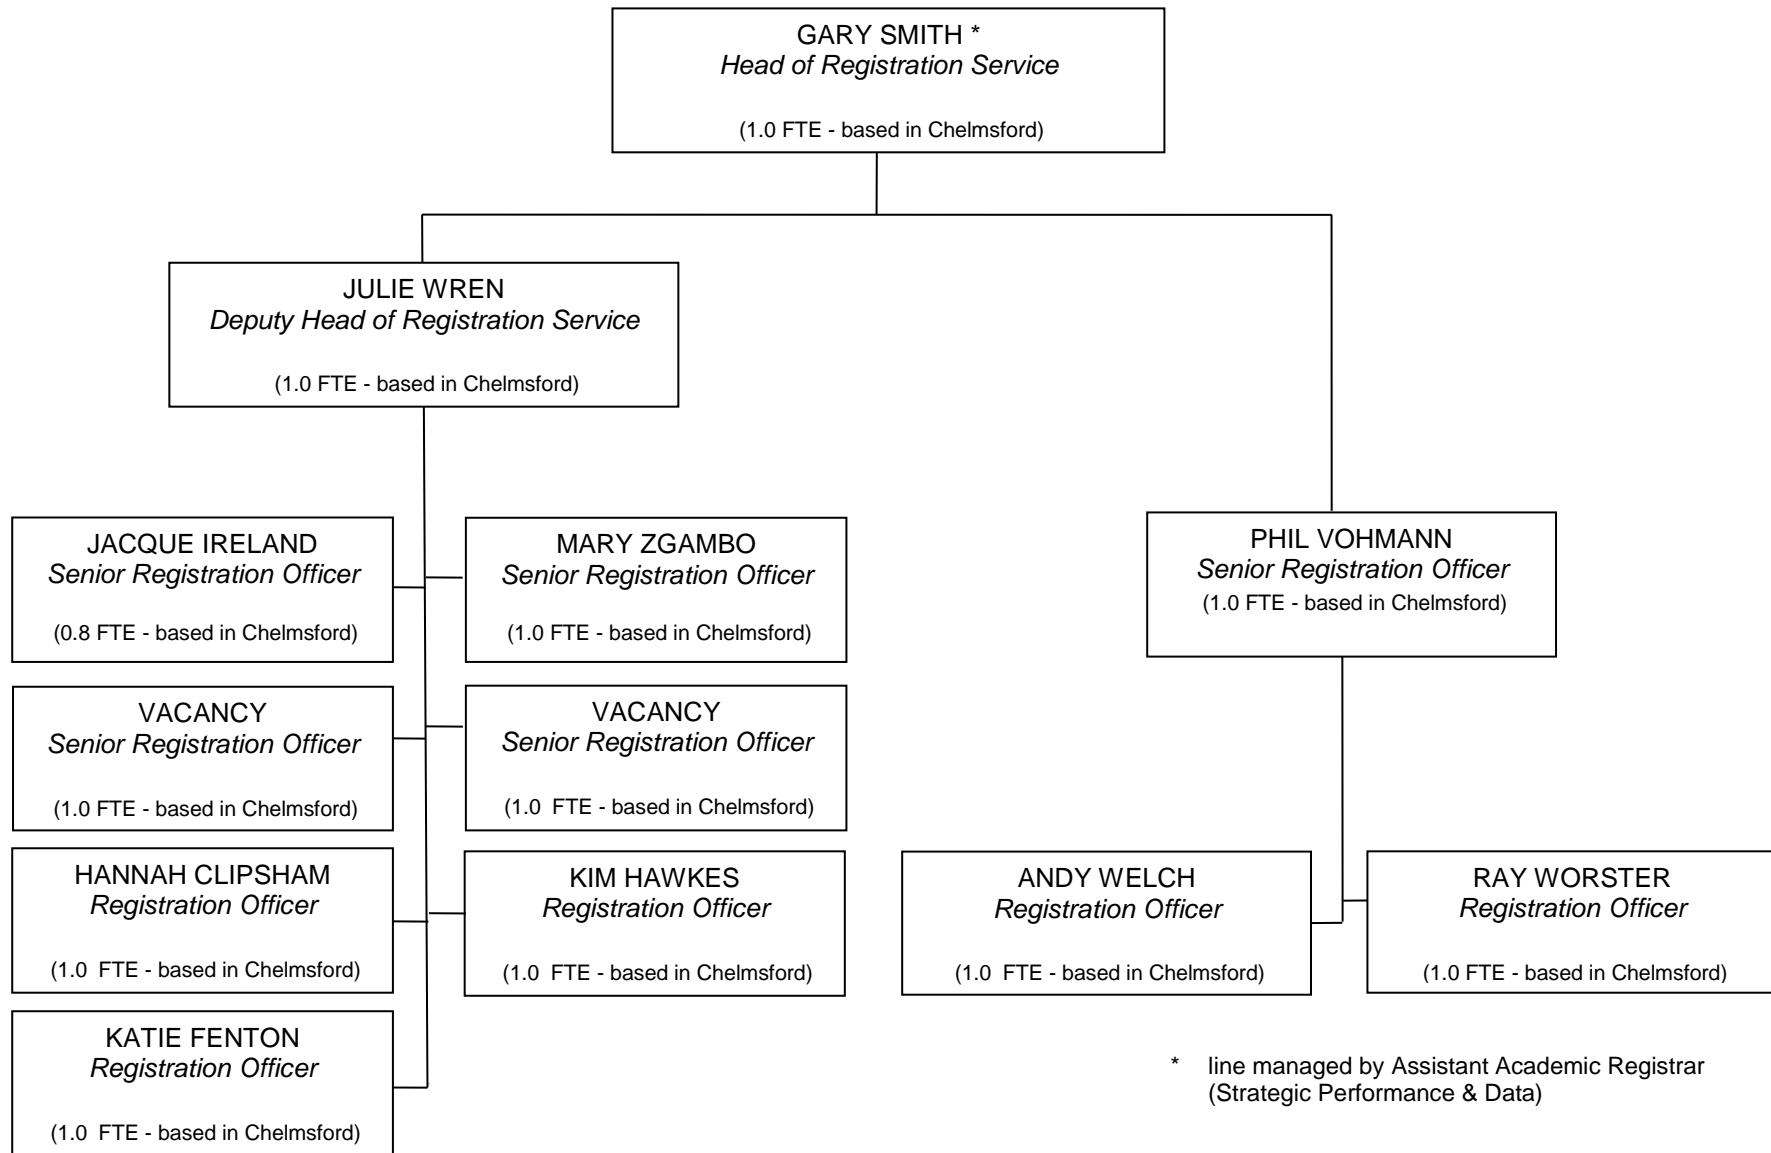 GARY SMITH *
Head of Registration Service
(1.0 FTE - based in Chelmsford)
JULIE WREN
Deputy Head of Registration Service
(1.0 FTE - based in Chelmsford)
JACQUE IRELAND
Senior Registration Officer
(0.8 FTE - based in Chelmsford)
MARY ZGAMBO
Senior Registration Officer
(1.0 FTE - based in Chelmsford)
PHIL VOHMANN
Senior Registration Officer
(1.0 FTE - based in Chelmsford)
VACANCY
Senior Registration Officer
(1.0 FTE - based in Chelmsford)
VACANCY
Senior Registration Officer
(1.0  FTE - based in Chelmsford)
HANNAH CLIPSHAM
Registration Officer
(1.0  FTE - based in Chelmsford)
KIM HAWKES
Registration Officer
(1.0  FTE - based in Chelmsford)
ANDY WELCH
Registration Officer
(1.0  FTE - based in Chelmsford)
RAY WORSTER
Registration Officer
(1.0 FTE - based in Chelmsford)
KATIE FENTON
Registration Officer
(1.0  FTE - based in Chelmsford)
* line managed by Assistant Academic Registrar
(Strategic Performance & Data)